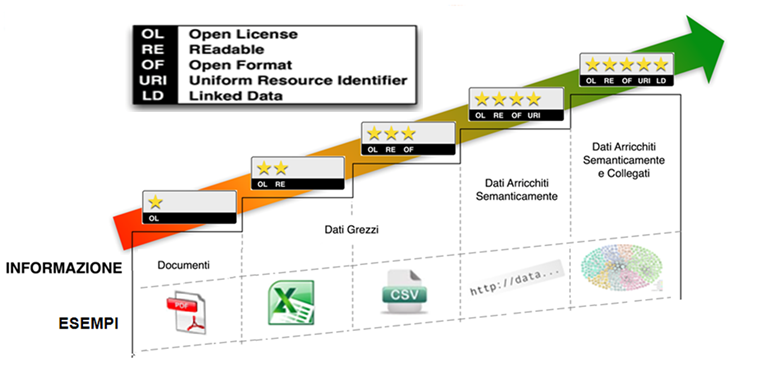 OL Open License
RE REadable
OF Open Format
URI Uniform Resource Identifier
LD Linked Data
OL RE OF URI LD
OL RE OF URI
OL RE OF
OL RE
OL
Dati Arricchiti
Semanticamente
e Collegati
Dati Arricchiti
Semanticamente
Dati Grezzi
Documenti
INFORMAZIONE
ESEMPI
PDF
X
CSV
http://data...